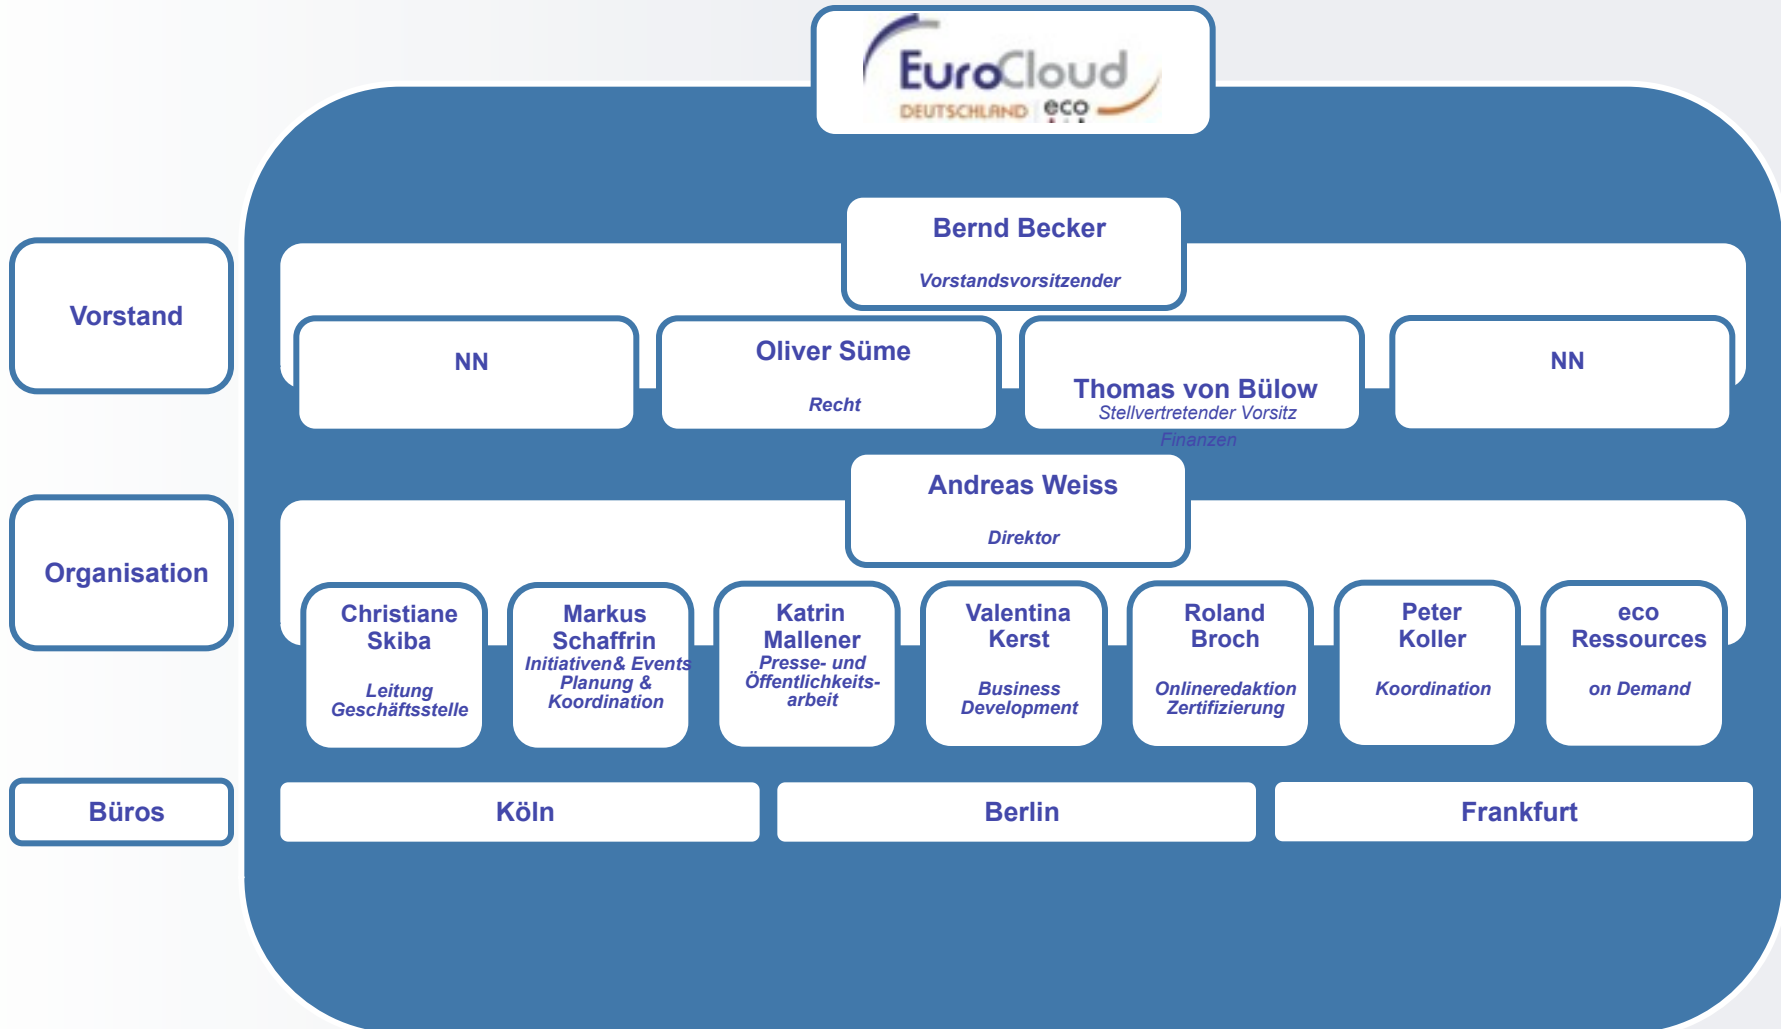 EuroCloud
DEUTSCHLAND eco
Vorstand
Bernd Becker
Vorstandsvorsitzender
NN
Oliver Süme
Recht
Thomas von Bülow
Stellvertretender Vorsitz
Finanzen
NN
Organisation
Andreas Weiss
Direktor
Christiane
Skiba
Leitung
Geschäftsstelle
Markus
Schaffrin
Initiativen& Events
Planung &
Koordination
Katrin
Mallener
Presse- und
Öffentlichkeits-
arbeit
Valentina
Kerst
Business
Development
Roland
Broch
Onlineredaktion
Zertifizierung
Peter
Koller
Koordination
eco
Ressources
on Demand
Büros
Köln
Berlin
Frankfurt